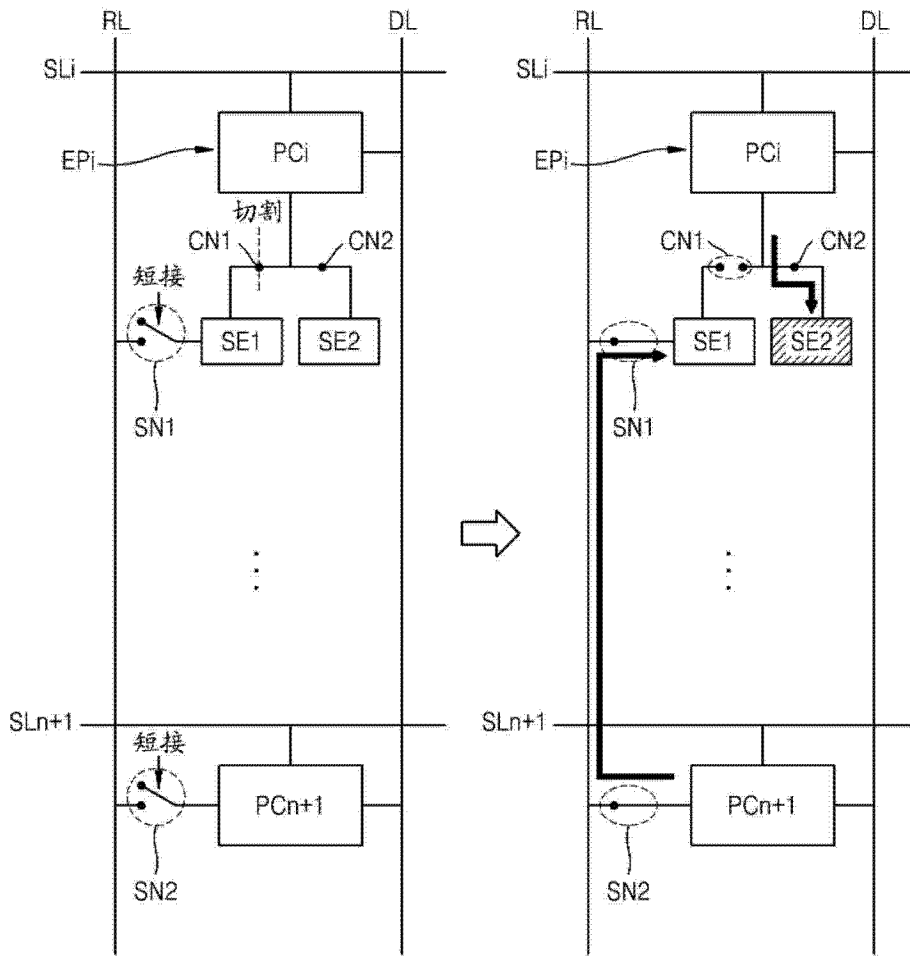 RL DL RL DL
SLi SLi
PCi PCi
EPi EPi
切割
CN1 CN2 CN1 CN2
短接
SE1 SE2 SE1 SE2
SN1 SN1
SLn+1 SLn+1
短接
PCn+1 PCn+1
SN2 SN2